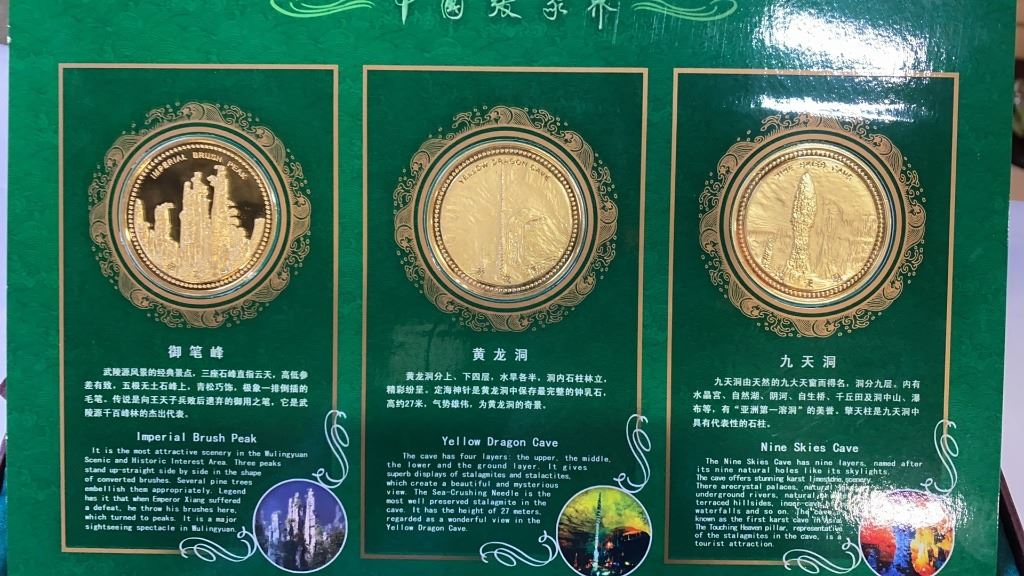 中國張家界
IMPERIAL BRUSH PEAK
御笔峰
武陵源风景的经典景点，三座石峰直指云天，高低参
差有致，五根无土石峰上，青松巧饰，极象一排倒插的
毛笔。传说是向王天子兵败后遗弃的御用之笔，它是武
陵源千百峰林的杰出代表。
Imperial Brush Peak
It is the most attractive scenery in the Wulingyuan
Scenic and Historic Interest Area. Three peaks
stand up-straight side by side in the shape
of converted brushes. Several pine trees
embellish them appropriately. Legend
has it that when Emperor Xiang suffered
a defeat, he throw his brushes here,
which turned to peaks. It is a major
sightseeing spectacle in Wulingyuan.
YELLOW DRAGON CAVE
黄龙洞
黄龙洞
黄龙洞分上、下四层，水旱各半，洞内石柱林立，
精彩纷呈。定海神针是黄龙洞中保存最完整的钟乳石，
高约27米，气势雄伟，为黄龙洞的奇景。
Yellow Dragon Cave
The cave has four layers: the upper, the middle,
the lower and the ground layer. It gives
superb displays of stalagmites and stalactites,
which create a beautiful and mysterious
view. The Sea-Crushing Needle is the
most well preserved stalagmite in the
cave. It has the height of 27 meters,
regarded as a wonderful view in the
Yellow Dragon Cave.
CAVE
天
九天洞
九天洞由天然的九大天窗而得名，洞分九层。内有
水晶宫、自然湖、阴河、自生桥、千丘田及洞中山、瀑
布等，有“亚洲第一溶洞”的美誉。擎天柱是九天洞中
具有代表性的石柱。
Nine Skies Cave
The Nine Skies Cave has nine layers, named after
its nine natural holes like its skylights.
The cave offers stunning karst limestone scenery.
There arecrystal palaces, natural
underground rivers, natural
terraced hillsides, inner-cave
waterfalls and so on. The cave
known as the first karst cave in Asia.
The Touching Heaven pillar, representative
of the stalagmites in the cave, is a
tourist attraction.